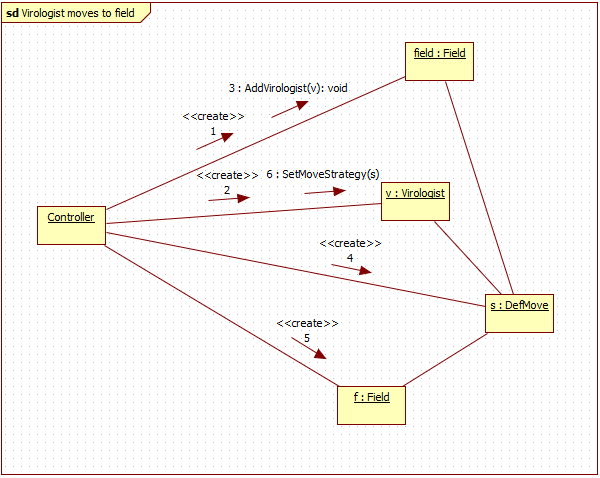 sd Virologist moves to field
field : Field
3 : AddVirologist(v): void
<<create>>
1
<<create>>
2
6 : SetMoveStrategy(s)
v : Virologist
Controller
<<create>>
4
s : DefMove
<<create>>
5
f : Field